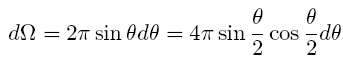 dΩ = 2π sin θdθ = 4π sin θ/2 cos θ/2 dθ